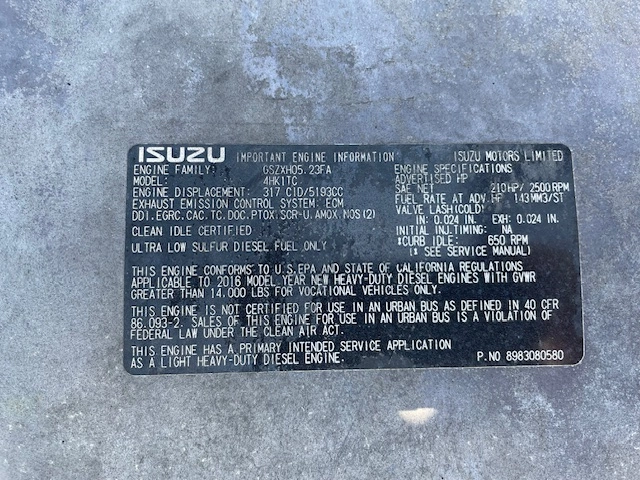 ISUZU IMPORTANT ENGINE INFORMATION ISUZU MOTORS LIMITED
ENGINE FAMILY: GSZXH05.23FA
MODEL: 4HK1TC
ENGINE DISPLACEMENT: 317 CID/5193CC
EXHAUST EMISSION CONTROL SYSTEM: ECM
DDI.EGRC.CAC.TC.DOC.PTOX.SCR-U.AMOX.NOS(2)
CLEAN IDLE CERTIFIED
ULTRA LOW SULFUR DIESEL FUEL ONLY
ENGINE SPECIFICATIONS
ADVERTISED HP
SAE NET 210HP/2500RPM
FUEL RATE AT ADV.HP 143MM3/ST
VALVE LASH(COLD)
IN: 0.024 IN. EXH: 0.024 IN.
INITIAL INJ.TIMING: NA
*CURB IDLE: 650 RPM
(* SEE SERVICE MANUAL)
THIS ENGINE CONFORMS TO U.S.EPA AND STATE OF CALIFORNIA REGULATIONS
APPLICABLE TO 2016 MODEL YEAR NEW HEAVY-DUTY DIESEL ENGINES WITH GVWR
GREATER THAN 14,000 LBS FOR VOCATIONAL VEHICLES ONLY.
THIS ENGINE IS NOT CERTIFIED FOR USE IN AN URBAN BUS AS DEFINED IN 40 CFR
86.093-2. SALES OF THIS ENGINE FOR USE IN AN URBAN BUS IS A VIOLATION OF
FEDERAL LAW UNDER THE CLEAN AIR ACT.
THIS ENGINE HAS A PRIMARY INTENDED SERVICE APPLICATION
AS A LIGHT HEAVY-DUTY DIESEL ENGINE. P.NO 8983080580